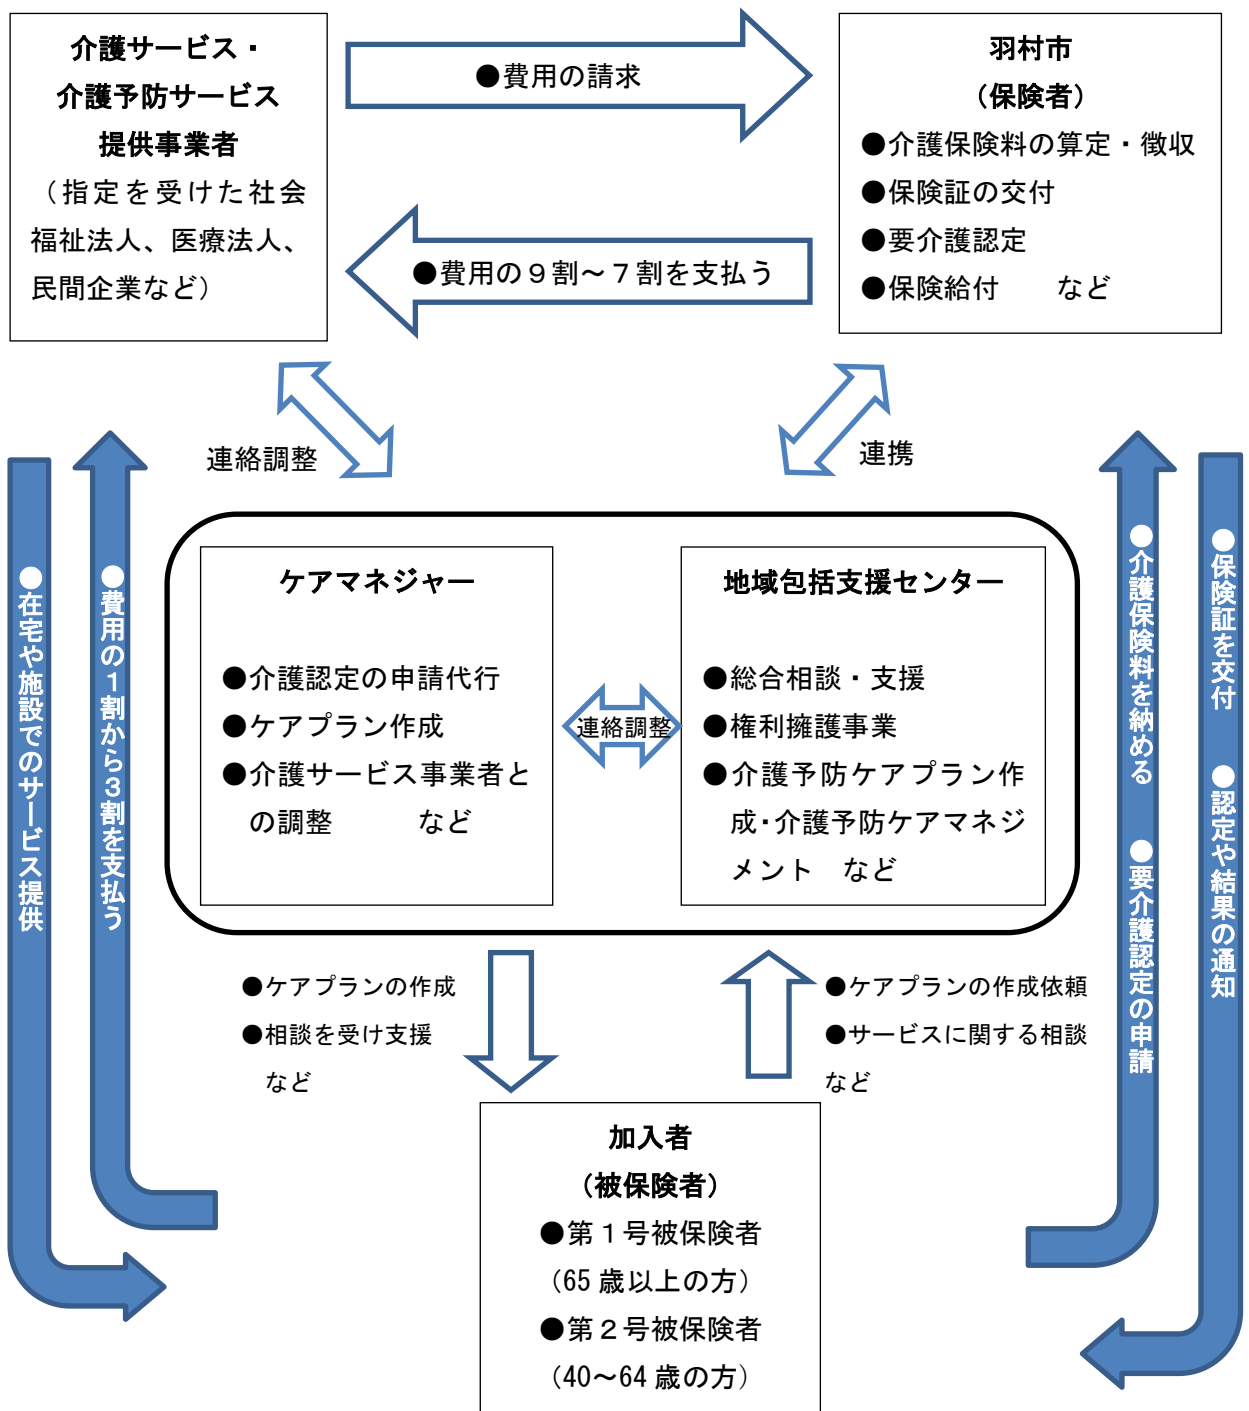 介護サービス・
介護予防サービス
提供事業者
（指定を受けた社会
福祉法人、医療法人、
民間企業など）
●費用の請求
●費用の９割～７割を支払う
羽村市
（保険者）
●介護保険料の算定・徴収
●保険証の交付
●要介護認定
●保険給付　　など
連絡調整
連携
●在宅や施設でのサービス提供
●費用の１割から３割を支払う
ケアマネジャー
●介護認定の申請代行
●ケアプラン作成
●介護サービス事業者と
の調整　　　など
連絡調整
地域包括支援センター
●総合相談・支援
●権利擁護事業
●介護予防ケアプラン作
成・介護予防ケアマネジ
メント　など
●介護保険料を納める　●要介護認定の申請
●保険証を交付　●認定や結果の通知
●ケアプランの作成
●相談を受け支援
など
●ケアプランの作成依頼
●サービスに関する相談
など
加入者
（被保険者）
●第１号被保険者
（65 歳以上の方）
●第２号被保険者
（40～64 歳の方）